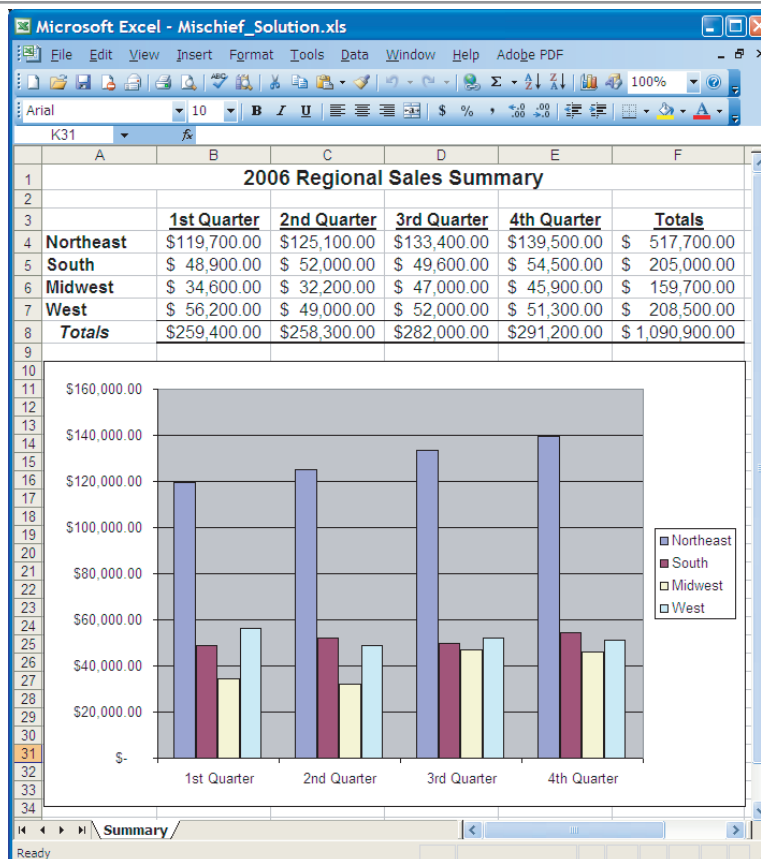 Microsoft Excel - Mischief_Solution.xls
File Edit View Insert Format Tools Data Window Help Adobe PDF
100%
Arial 10 B I U $ % ,
K31 fx
A B C D E F
1 2006 Regional Sales Summary
2
3 1st Quarter 2nd Quarter 3rd Quarter 4th Quarter Totals
4 Northeast $119,700.00 $125,100.00 $133,400.00 $139,500.00 $ 517,700.00
5 South $ 48,900.00 $ 52,000.00 $ 49,600.00 $ 54,500.00 $ 205,000.00
6 Midwest $ 34,600.00 $ 32,200.00 $ 47,000.00 $ 45,900.00 $ 159,700.00
7 West $ 56,200.00 $ 49,000.00 $ 52,000.00 $ 51,300.00 $ 208,500.00
8 Totals $259,400.00 $258,300.00 $282,000.00 $291,200.00 $ 1,090,900.00
9
10
11 $160,000.00
12
13
14 $140,000.00
15
16 $120,000.00
17
18
19 $100,000.00
20 Northeast
21 $80,000.00 South
22 Midwest
23 West
24 $60,000.00
25
26 $40,000.00
27
28
29 $20,000.00
30
31 $-
32 1st Quarter 2nd Quarter 3rd Quarter 4th Quarter
33
34
Summary
Ready